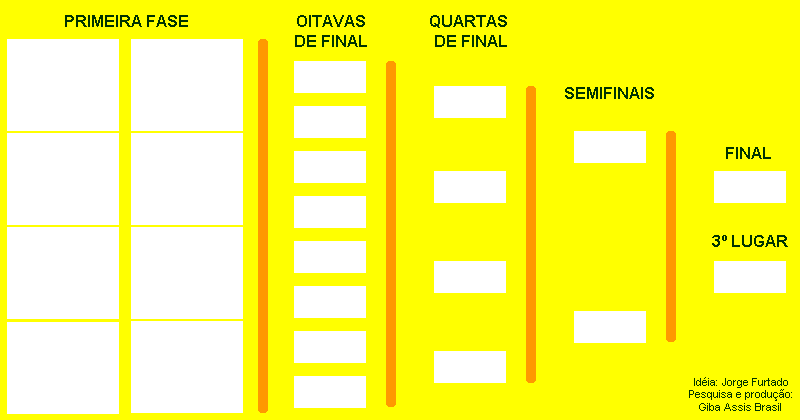 PRIMEIRA FASE
OITAVAS
DE FINAL
QUARTAS
DE FINAL
SEMIFINAIS
FINAL
3º LUGAR
Idéia: Jorge Furtado
Pesquisa e produção:
Giba Assis Brasil